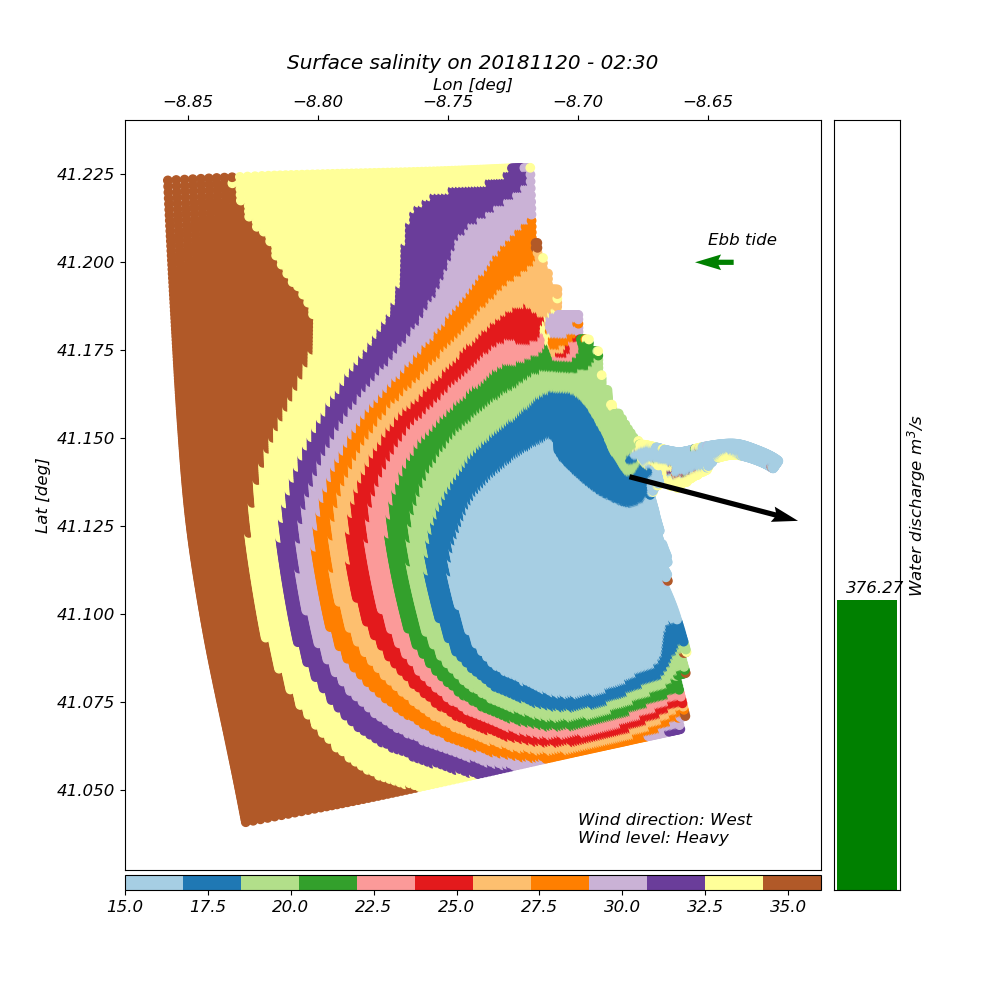 Surface salinity on 20181120 - 02:30
Lon [deg]
−8.85 −8.80 −8.75 −8.70 −8.65
41.225
41.200
41.175
41.150
41.125
41.100
41.075
41.050
Lat [deg]
Ebb tide
Wind direction: West
Wind level: Heavy
376.27
Water discharge m³/s
15.0 17.5 20.0 22.5 25.0 27.5 30.0 32.5 35.0